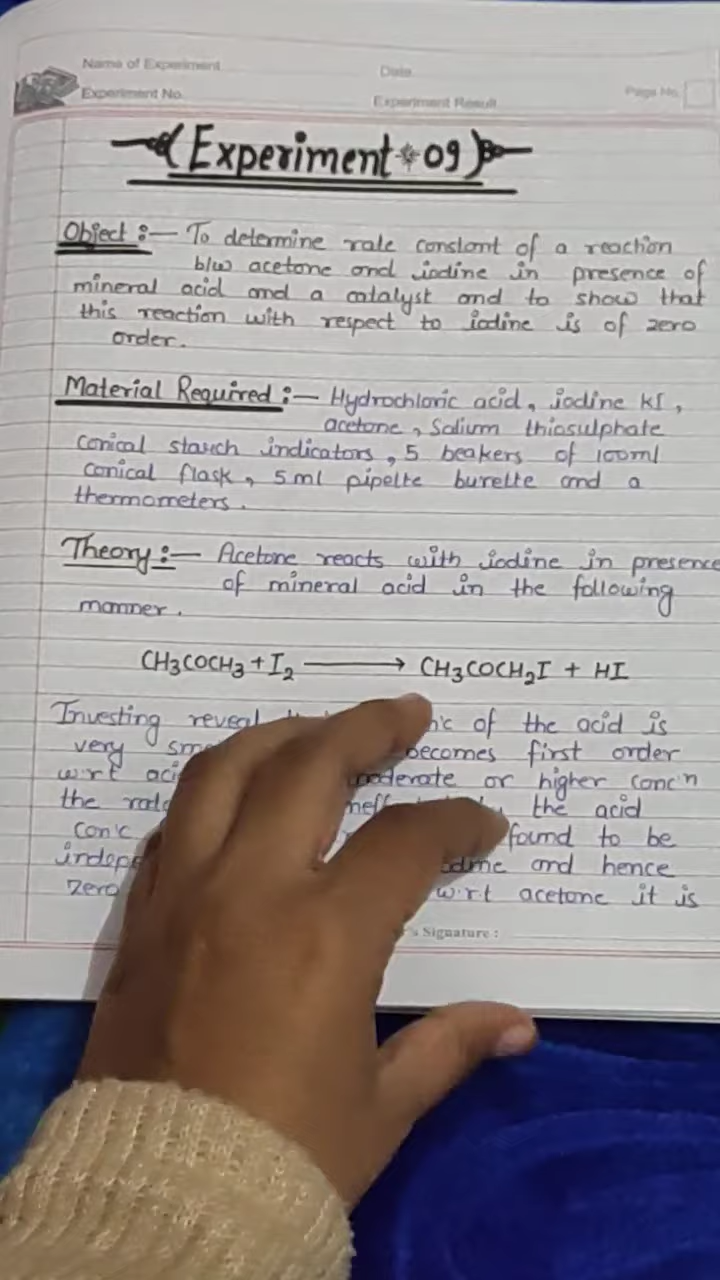 Name of Experiment
Date
Experiment No.
Experiment Result
Page No.
Experiment * 09
Object :— To determine rate constant of a reaction
b/w acetone and iodine in presence of
mineral acid and a catalyst and to show that
this reaction with respect to iodine is of zero
order.
Material Required :— Hydrochloric acid, iodine KI,
acetone, Sodium thiosulphate
conical starch indicators, 5 beakers of 100ml
conical flask, 5ml pipette burette and a
thermometers.
Theory :— Acetone reacts with iodine in presence
of mineral acid in the following
manner.
CH3COCH3 + I2 ⟶ CH3COCH2I + HI
Investing reveal of the acid is
very becomes first order
w.r.t or higher conc'n
the the acid
con'c found to be
and hence
zero w.r.t acetone it is
's Signature :